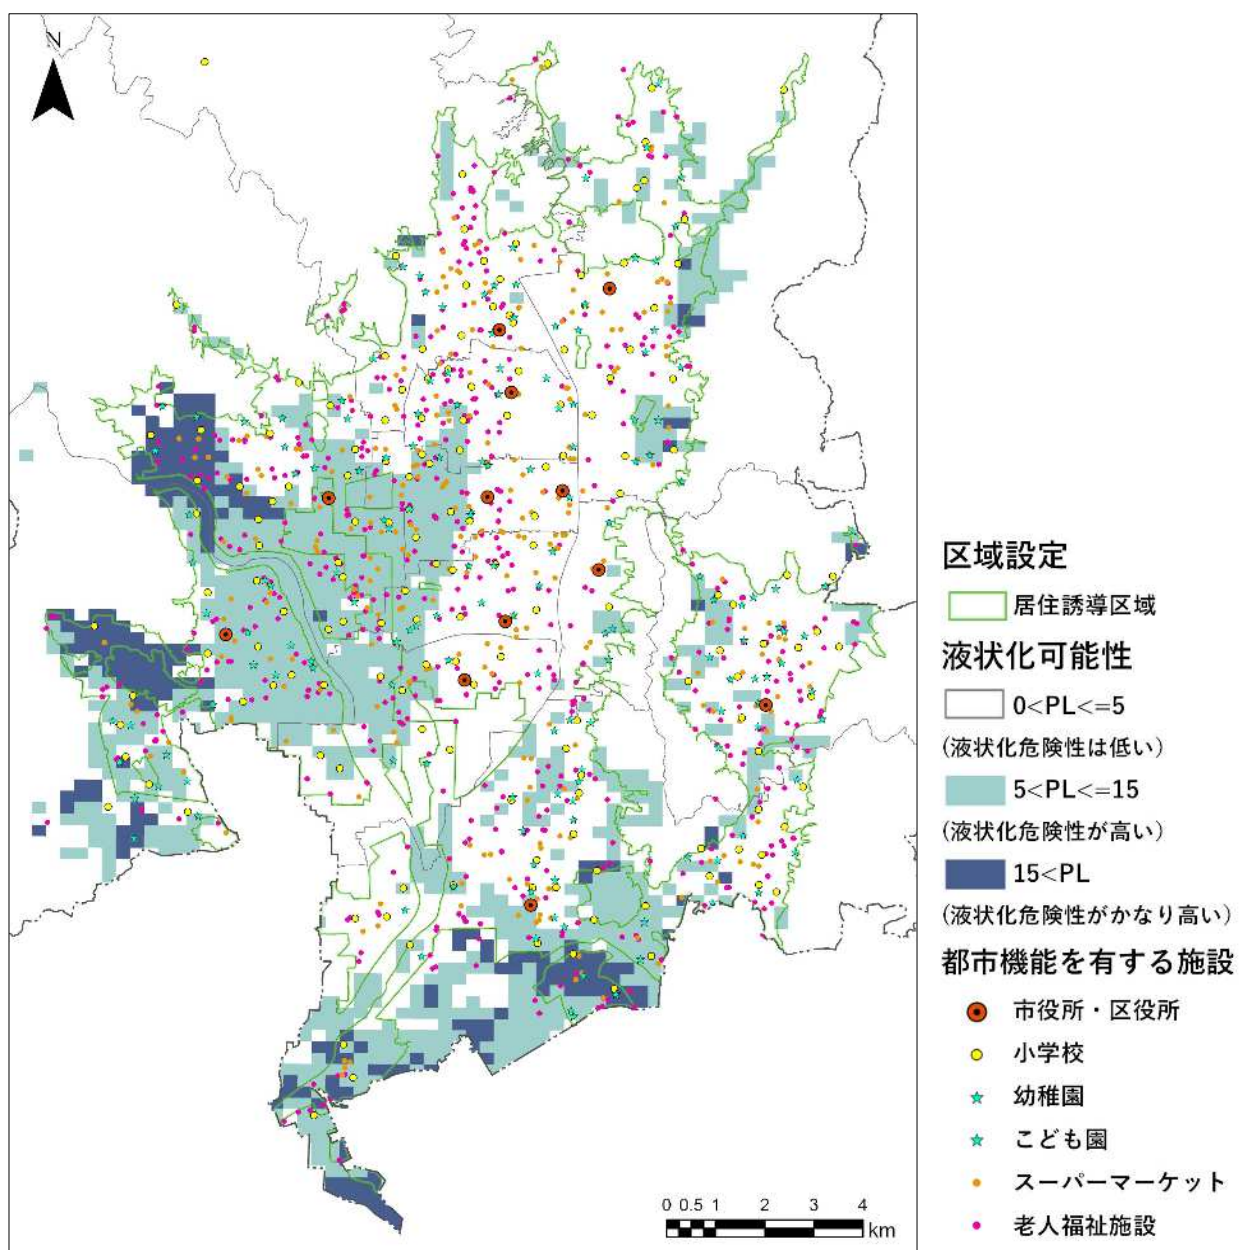 N
区域設定
居住誘導区域
液状化可能性
0<PL<=5
(液状化危険性は低い)
5<PL<=15
(液状化危険性が高い)
15<PL
(液状化危険性がかなり高い)
都市機能を有する施設
市役所・区役所
小学校
幼稚園
こども園
スーパーマーケット
老人福祉施設
0 0.5 1 2 3 4
km